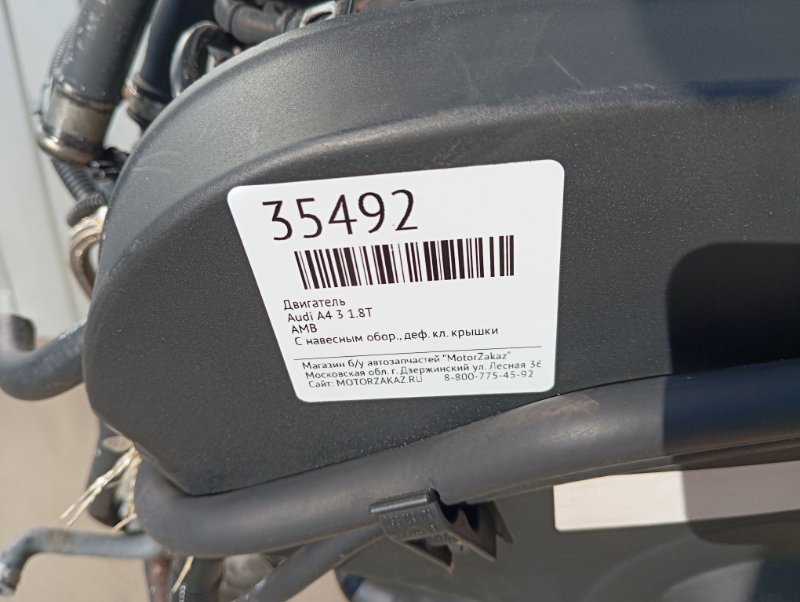 35492
Двигатель
Audi A4 3 1.8T
AMB
С навесным обор., деф. кл. крышки
Магазин б/у автозапчастей "MotorZakaz"
Московская обл. г. Дзержинский ул. Лесная 36
Сайт: MOTORZAKAZ.RU 8-800-775-45-92